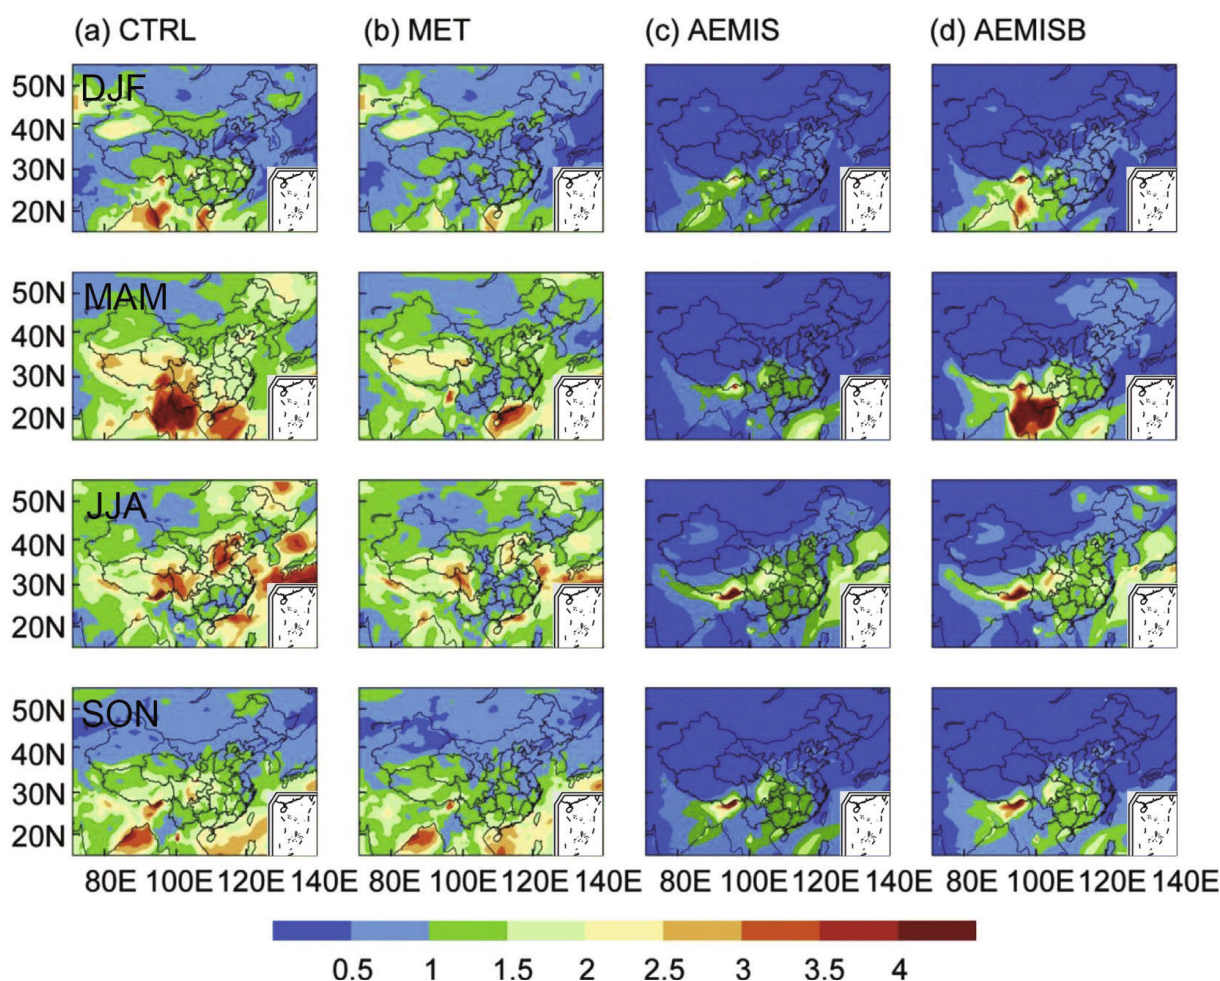 (a) CTRL (b) MET (c) AEMIS (d) AEMISB
DJF
50N
40N
30N
20N
MAM
50N
40N
30N
20N
JJA
50N
40N
30N
20N
SON
50N
40N
30N
20N
80E 100E 120E 140E 80E 100E 120E 140E 80E 100E 120E 140E 80E 100E 120E 140E
0.5 1 1.5 2 2.5 3 3.5 4